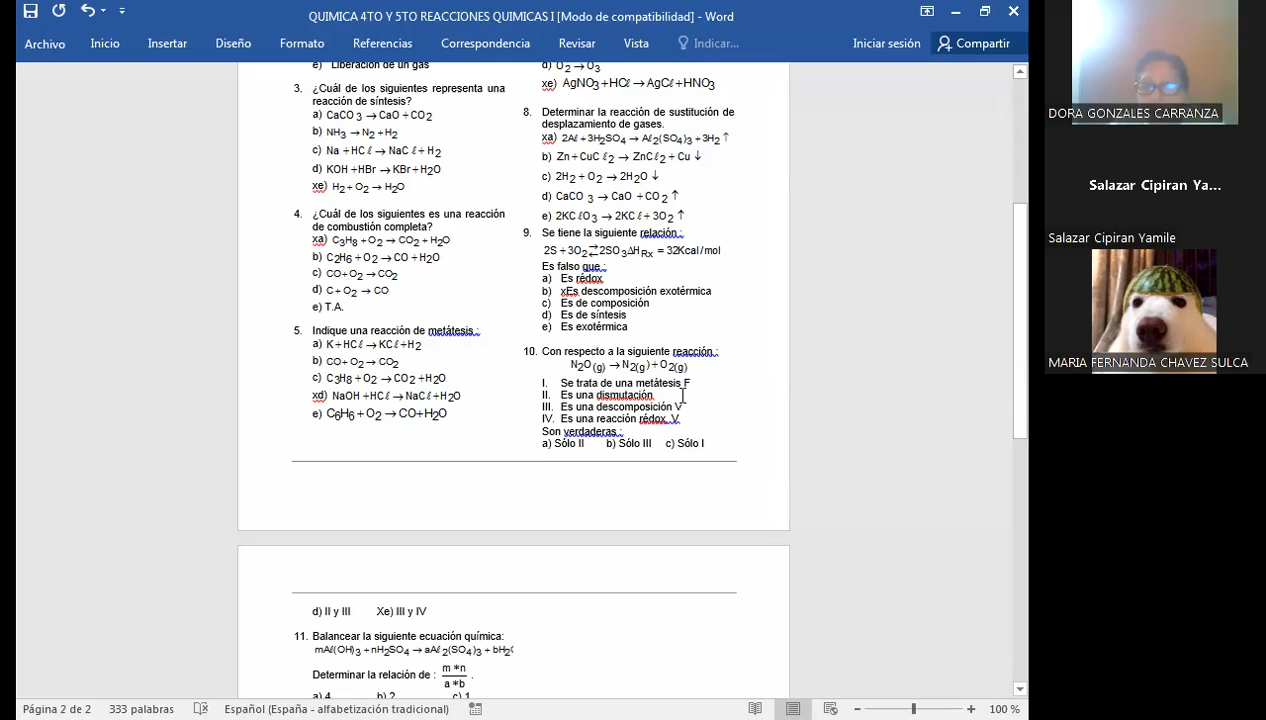 QUIMICA 4TO Y 5TO REACCIONES QUIMICAS I [Modo de compatibilidad] - Word
Archivo Inicio Insertar Diseño Formato Referencias Correspondencia Revisar Vista Indicar... Iniciar sesión Compartir
e) Liberación de un gas
3. ¿Cuál de los siguientes representa una
reacción de síntesis?
a) CaCO3 → CaO + CO2
b) NH3 → N2 + H2
c) Na + HCℓ → NaCℓ + H2
d) KOH + HBr → KBr + H2O
xe) H2 + O2 → H2O
4. ¿Cuál de los siguientes es una reacción
de combustión completa?
xa) C3H8 + O2 → CO2 + H2O
b) C2H6 + O2 → CO + H2O
c) CO + O2 → CO2
d) C + O2 → CO
e) T.A.
5. Indique una reacción de metátesis :
a) K + HCℓ → KCℓ + H2
b) CO + O2 → CO2
c) C3H8 + O2 → CO2 + H2O
xd) NaOH + HCℓ → NaCℓ + H2O
e) C6H6 + O2 → CO + H2O
d) O2 → O3
xe) AgNO3 + HCℓ → AgCℓ + HNO3
8. Determinar la reacción de sustitución de
desplazamiento de gases.
xa) 2Aℓ + 3H2SO4 → Aℓ2(SO4)3 + 3H2 ↑
b) Zn + CuCℓ2 → ZnCℓ2 + Cu ↓
c) 2H2 + O2 → 2H2O ↓
d) CaCO3 → CaO + CO2 ↑
e) 2KCℓO3 → 2KCℓ + 3O2 ↑
9. Se tiene la siguiente relación :
2S + 3O2 ⇄ 2SO3 ΔHRx = 32Kcal/mol
Es falso que :
a) Es rédox
b) xEs descomposición exotérmica
c) Es de composición
d) Es de síntesis
e) Es exotérmica
10. Con respecto a la siguiente reacción :
N2O(g) → N2(g) + O2(g)
I. Se trata de una metátesis F
II. Es una dismutación
III. Es una descomposición V
IV. Es una reacción rédox V
Son verdaderas :
a) Sólo II b) Sólo III c) Sólo I
d) II y III Xe) III y IV
11. Balancear la siguiente ecuación química:
mAℓ(OH)3 + nH2SO4 → aAℓ2(SO4)3 + bH2O
Determinar la relación de : m * n / a * b .
a) 4 b) 2 c) 1
Página 2 de 2 333 palabras Español (España - alfabetización tradicional) 100 %
DORA GONZALES CARRANZA
Salazar Cipiran Ya...
Salazar Cipiran Yamile
MARIA FERNANDA CHAVEZ SULCA